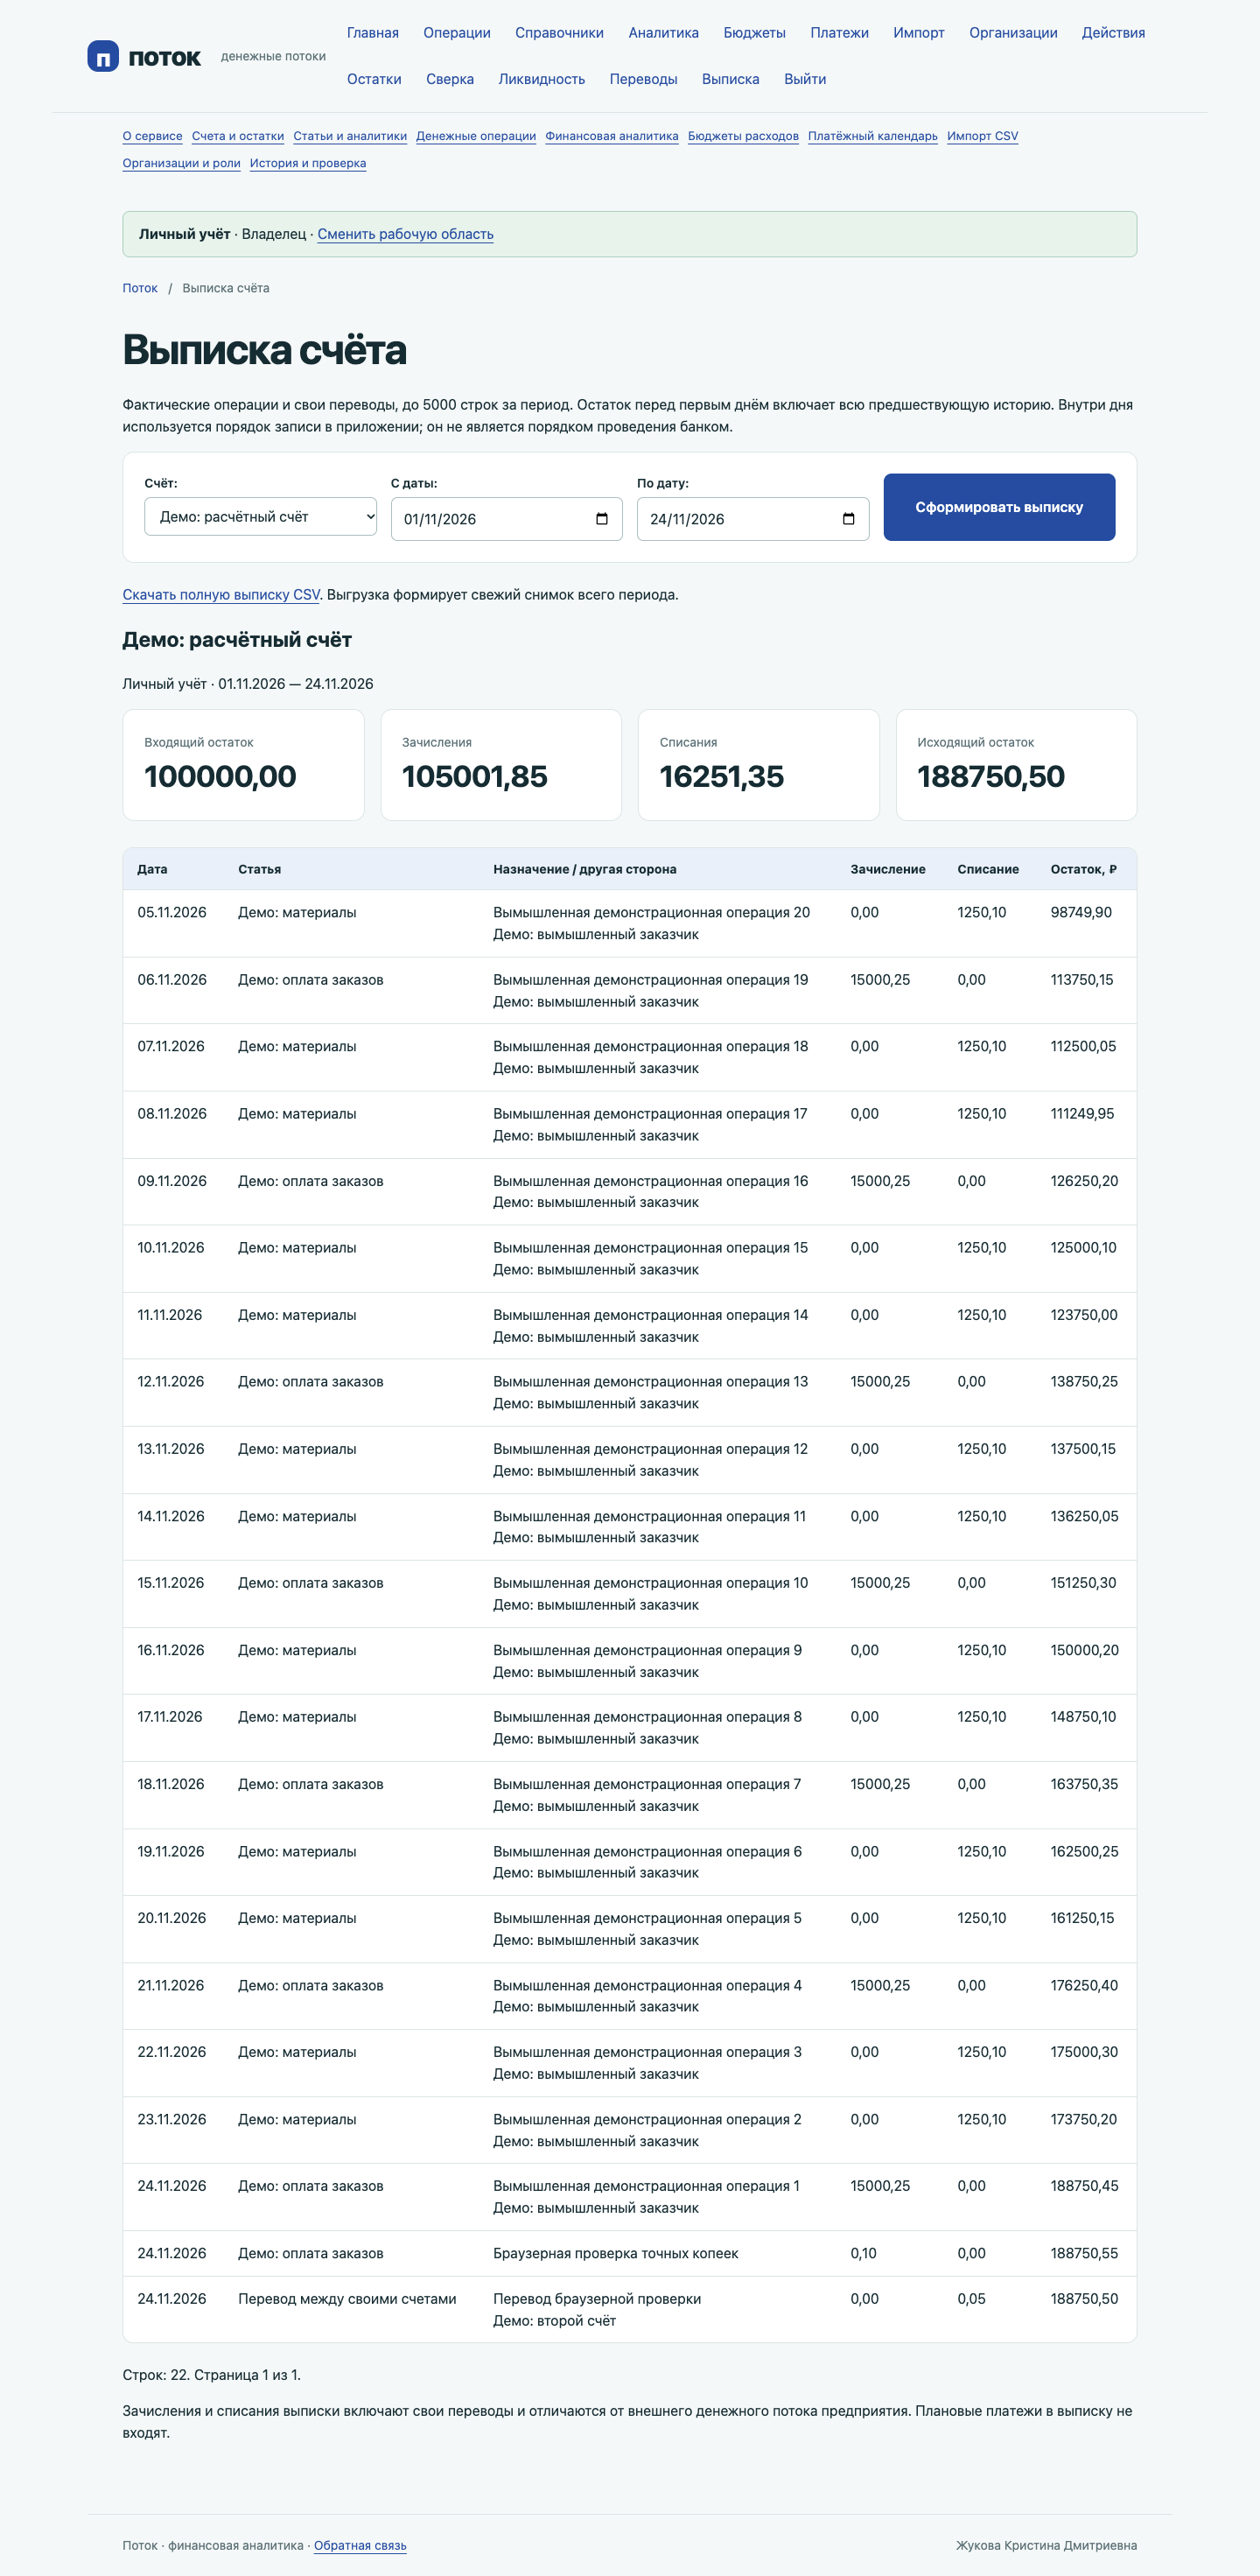 п поток денежные потоки
Главная Операции Справочники Аналитика Бюджеты Платежи Импорт Организации Действия
Остатки Сверка Ликвидность Переводы Выписка Выйти
О сервисе Счета и остатки Статьи и аналитики Денежные операции Финансовая аналитика Бюджеты расходов Платёжный календарь Импорт CSV
Организации и роли История и проверка
Личный учёт · Владелец · Сменить рабочую область
Поток / Выписка счёта
Выписка счёта
Фактические операции и свои переводы, до 5000 строк за период. Остаток перед первым днём включает всю предшествующую историю. Внутри дня
используется порядок записи в приложении; он не является порядком проведения банком.
Счёт: С даты: По дату:
Демо: расчётный счёт 01/11/2026 24/11/2026 Сформировать выписку
Скачать полную выписку CSV. Выгрузка формирует свежий снимок всего периода.
Демо: расчётный счёт
Личный учёт · 01.11.2026 — 24.11.2026
Входящий остаток Зачисления Списания Исходящий остаток
100000,00 105001,85 16251,35 188750,50
Дата Статья Назначение / другая сторона Зачисление Списание Остаток, ₽
05.11.2026 Демо: материалы Вымышленная демонстрационная операция 20 0,00 1250,10 98749,90
Демо: вымышленный заказчик
06.11.2026 Демо: оплата заказов Вымышленная демонстрационная операция 19 15000,25 0,00 113750,15
Демо: вымышленный заказчик
07.11.2026 Демо: материалы Вымышленная демонстрационная операция 18 0,00 1250,10 112500,05
Демо: вымышленный заказчик
08.11.2026 Демо: материалы Вымышленная демонстрационная операция 17 0,00 1250,10 111249,95
Демо: вымышленный заказчик
09.11.2026 Демо: оплата заказов Вымышленная демонстрационная операция 16 15000,25 0,00 126250,20
Демо: вымышленный заказчик
10.11.2026 Демо: материалы Вымышленная демонстрационная операция 15 0,00 1250,10 125000,10
Демо: вымышленный заказчик
11.11.2026 Демо: материалы Вымышленная демонстрационная операция 14 0,00 1250,10 123750,00
Демо: вымышленный заказчик
12.11.2026 Демо: оплата заказов Вымышленная демонстрационная операция 13 15000,25 0,00 138750,25
Демо: вымышленный заказчик
13.11.2026 Демо: материалы Вымышленная демонстрационная операция 12 0,00 1250,10 137500,15
Демо: вымышленный заказчик
14.11.2026 Демо: материалы Вымышленная демонстрационная операция 11 0,00 1250,10 136250,05
Демо: вымышленный заказчик
15.11.2026 Демо: оплата заказов Вымышленная демонстрационная операция 10 15000,25 0,00 151250,30
Демо: вымышленный заказчик
16.11.2026 Демо: материалы Вымышленная демонстрационная операция 9 0,00 1250,10 150000,20
Демо: вымышленный заказчик
17.11.2026 Демо: материалы Вымышленная демонстрационная операция 8 0,00 1250,10 148750,10
Демо: вымышленный заказчик
18.11.2026 Демо: оплата заказов Вымышленная демонстрационная операция 7 15000,25 0,00 163750,35
Демо: вымышленный заказчик
19.11.2026 Демо: материалы Вымышленная демонстрационная операция 6 0,00 1250,10 162500,25
Демо: вымышленный заказчик
20.11.2026 Демо: материалы Вымышленная демонстрационная операция 5 0,00 1250,10 161250,15
Демо: вымышленный заказчик
21.11.2026 Демо: оплата заказов Вымышленная демонстрационная операция 4 15000,25 0,00 176250,40
Демо: вымышленный заказчик
22.11.2026 Демо: материалы Вымышленная демонстрационная операция 3 0,00 1250,10 175000,30
Демо: вымышленный заказчик
23.11.2026 Демо: материалы Вымышленная демонстрационная операция 2 0,00 1250,10 173750,20
Демо: вымышленный заказчик
24.11.2026 Демо: оплата заказов Вымышленная демонстрационная операция 1 15000,25 0,00 188750,45
Демо: вымышленный заказчик
24.11.2026 Демо: оплата заказов Браузерная проверка точных копеек 0,10 0,00 188750,55
24.11.2026 Перевод между своими счетами Перевод браузерной проверки 0,00 0,05 188750,50
Демо: второй счёт
Строк: 22. Страница 1 из 1.
Зачисления и списания выписки включают свои переводы и отличаются от внешнего денежного потока предприятия. Плановые платежи в выписку не
входят.
Поток · финансовая аналитика · Обратная связь Жукова Кристина Дмитриевна